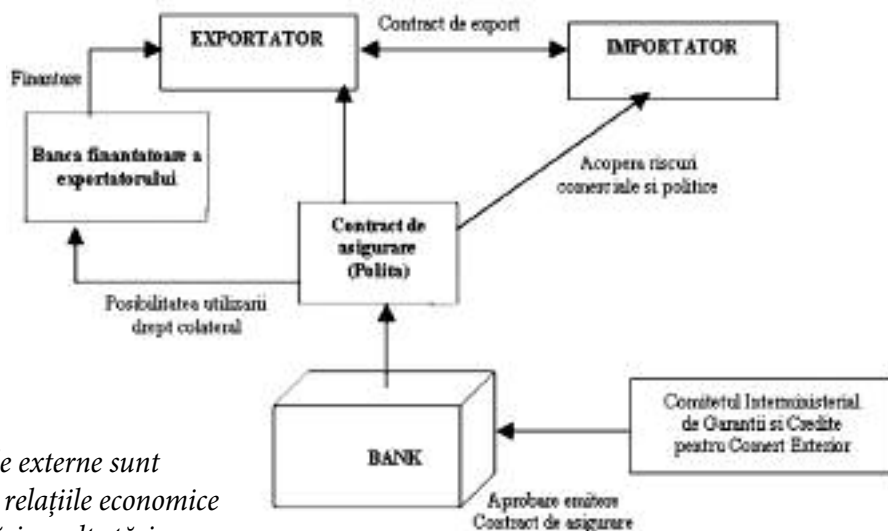 EXPORTATOR
Contract de export
IMPORTATOR
Finantare
Banca finantatoare a
exportatorului
Acopera riscuri
comerciale si politice
Contract de
asigurare
(Polita)
Posibilitatea utilizarii
drept colateral
BANK
Comitetul Interministerial
de Garantii si Credite
pentru Comert Exterior
Aprobare emitere
Contract de asigurare
e externe sunt
relațiile economice